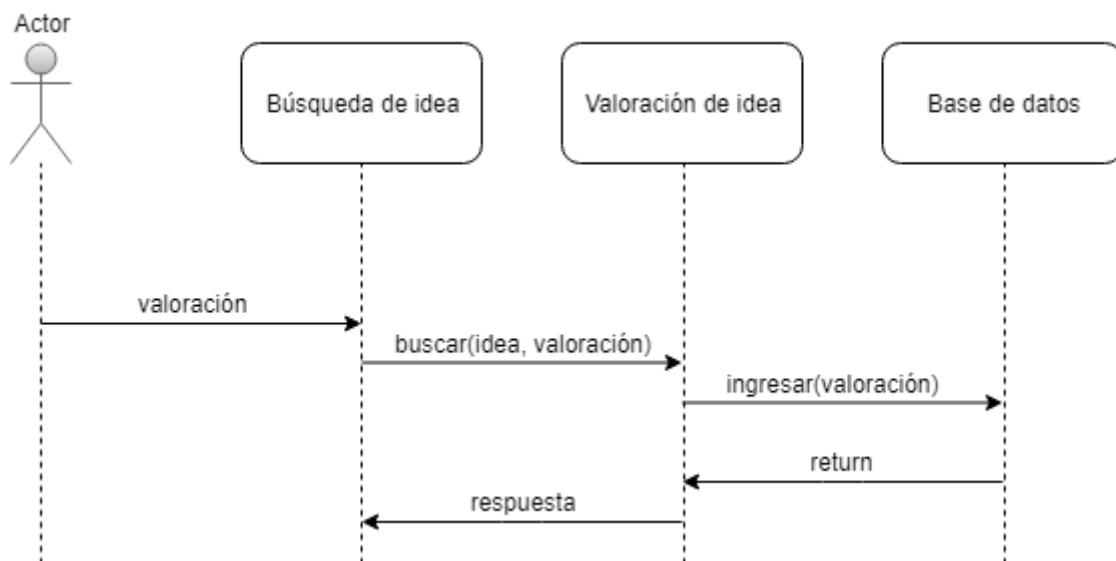 Actor
Búsqueda de idea
Valoración de idea
Base de datos
valoración
buscar(idea, valoración)
ingresar(valoración)
return
respuesta